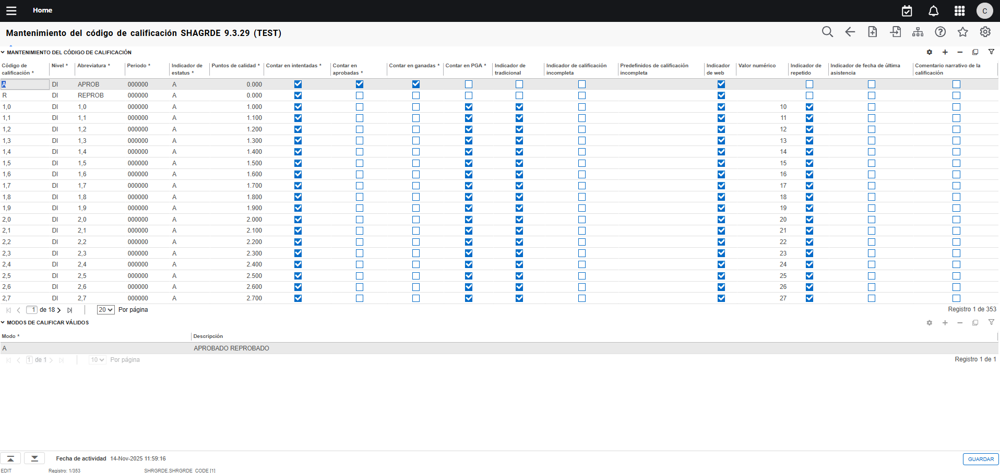 Home
C
Mantenimiento del código de calificación SHAGRDE 9.3.29 (TEST)
MANTENIMIENTO DEL CÓDIGO DE CALIFICACIÓN
Código de calificación * Nivel * Abreviatura * Periodo * Indicador de estatus * Puntos de calidad * Contar en intentadas * Contar en aprobadas * Contar en ganadas * Contar en PGA * Indicador de tradicional Indicador de calificación incompleta Predefinidos de calificación incompleta Indicador de web Valor numérico Indicador de repetido Indicador de fecha de última asistencia Comentario narrativo de la calificación
A DI APROB 000000 A 0.000
R DI REPROB 000000 A 0.000
1,0 DI 1,0 000000 A 1.000 10
1,1 DI 1,1 000000 A 1.100 11
1,2 DI 1,2 000000 A 1.200 12
1,3 DI 1,3 000000 A 1.300 13
1,4 DI 1,4 000000 A 1.400 14
1,5 DI 1,5 000000 A 1.500 15
1,6 DI 1,6 000000 A 1.600 16
1,7 DI 1,7 000000 A 1.700 17
1,8 DI 1,8 000000 A 1.800 18
1,9 DI 1,9 000000 A 1.900 19
2,0 DI 2,0 000000 A 2.000 20
2,1 DI 2,1 000000 A 2.100 21
2,2 DI 2,2 000000 A 2.200 22
2,3 DI 2,3 000000 A 2.300 23
2,4 DI 2,4 000000 A 2.400 24
2,5 DI 2,5 000000 A 2.500 25
2,6 DI 2,6 000000 A 2.600 26
2,7 DI 2,7 000000 A 2.700 27
1 de 18 20 Por página Registro 1 de 353
MODOS DE CALIFICAR VÁLIDOS
Modo * Descripción
A APROBADO REPROBADO
1 de 1 10 Por página Registro 1 de 1
Fecha de actividad 14-Nov-2025 11:59:16 GUARDAR
EDIT Registro: 1/353 SHRGRDE.SHRGRDE_CODE [1]